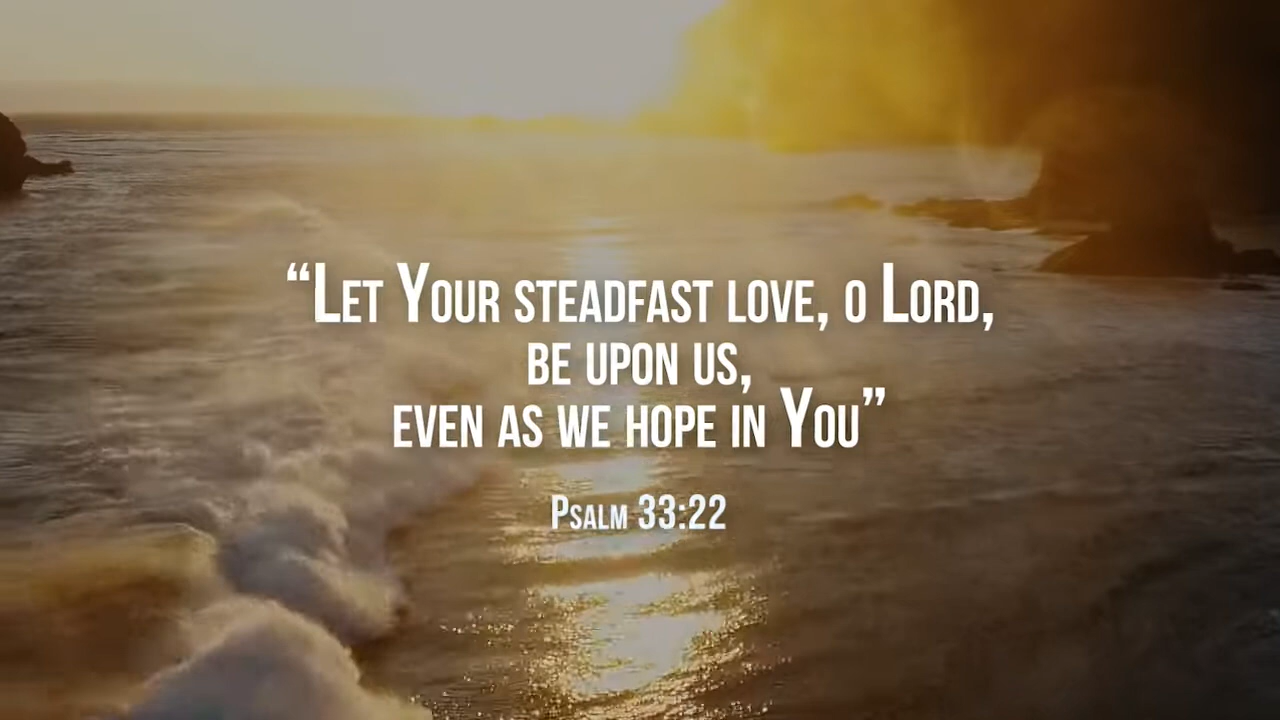 “Let Your steadfast love, o Lord,
be upon us,
even as we hope in You”
Psalm 33:22